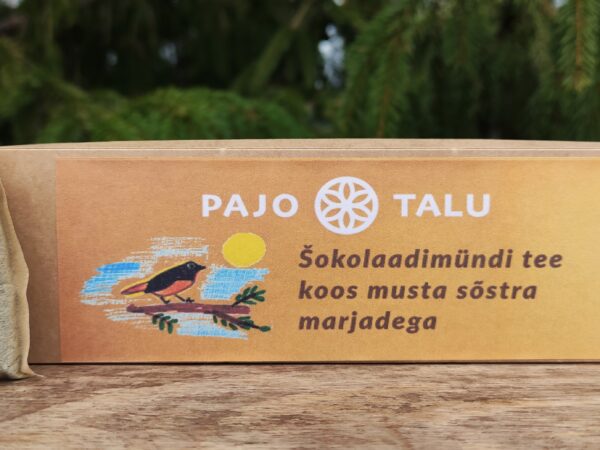 PAJO TALU
Šokolaadimündi tee
koos musta sõstra
marjadega